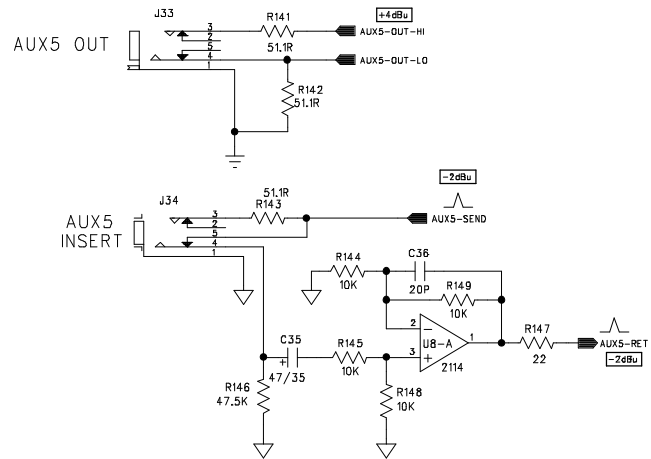 J33
+4dBu
R141
3
2
5
4
1
51.1R
AUX5-OUT-HI
AUX5 OUT
AUX5-OUT-LO
R142
51.1R
-2dBu
J34
51.1R
R143
3
2
5
4
1
AUX5-SEND
AUX5
INSERT
R144
10K
C36
20P
R149
10K
2
U8-A
1
3
2114
R147
22
AUX5-RET
-2dBu
C35
+
47/35
R145
10K
R146
47.5K
R148
10K